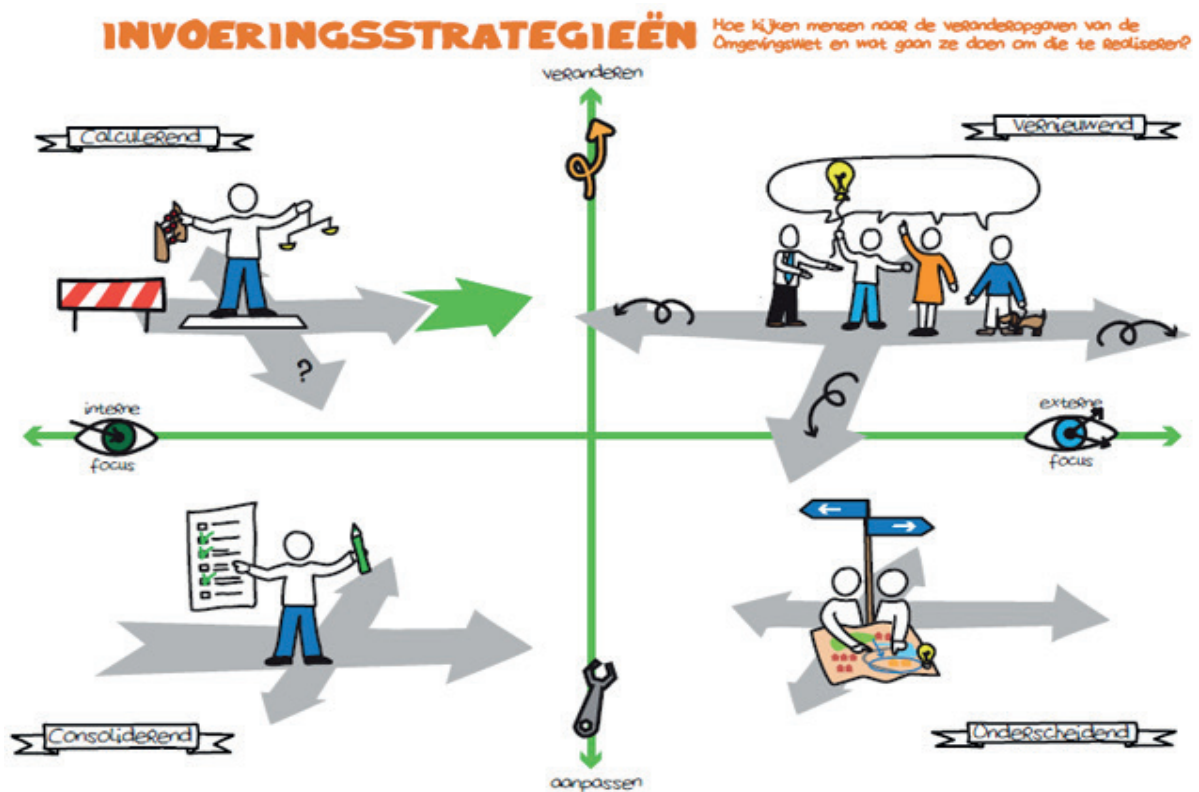 INVOERINGSSTRATEGIEËN
Hoe kijken mensen naar de veranderopgaven van de
Omgevingswet en wat gaan ze doen om die te realiseren?
veranderen
Calculerend
Vernieuwend
?
interne
focus
externe
focus
Consoliderend
Onderscheidend
aanpassen